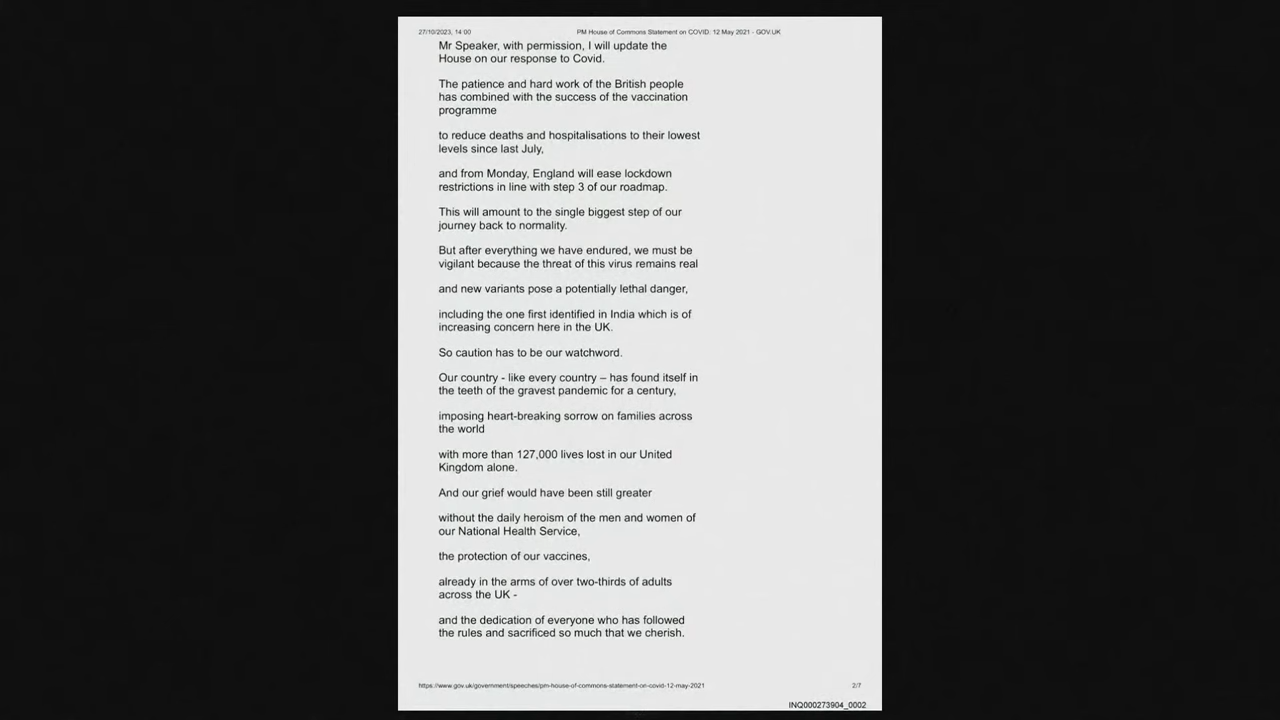 27/10/2023, 14:00 PM House of Commons Statement on COVID: 12 May 2021 - GOV.UK
Mr Speaker, with permission, I will update the
House on our response to Covid.
The patience and hard work of the British people
has combined with the success of the vaccination
programme
to reduce deaths and hospitalisations to their lowest
levels since last July,
and from Monday, England will ease lockdown
restrictions in line with step 3 of our roadmap.
This will amount to the single biggest step of our
journey back to normality.
But after everything we have endured, we must be
vigilant because the threat of this virus remains real
and new variants pose a potentially lethal danger,
including the one first identified in India which is of
increasing concern here in the UK.
So caution has to be our watchword.
Our country - like every country – has found itself in
the teeth of the gravest pandemic for a century,
imposing heart-breaking sorrow on families across
the world
with more than 127,000 lives lost in our United
Kingdom alone.
And our grief would have been still greater
without the daily heroism of the men and women of
our National Health Service,
the protection of our vaccines,
already in the arms of over two-thirds of adults
across the UK -
and the dedication of everyone who has followed
the rules and sacrificed so much that we cherish.
https://www.gov.uk/government/speeches/pm-house-of-commons-statement-on-covid-12-may-2021 2/7
INQ000273904_0002